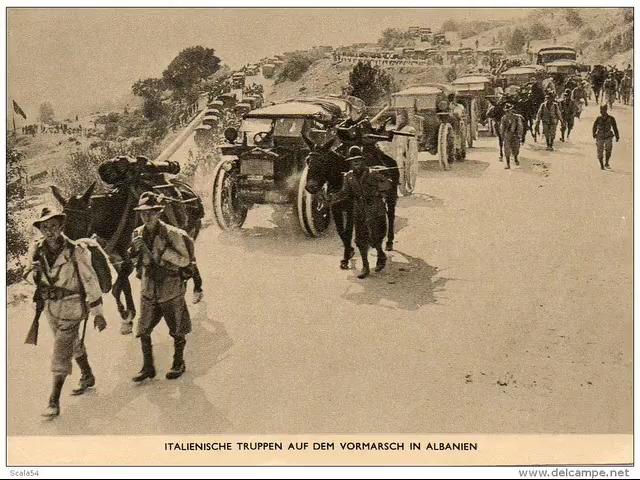 ITALIENISCHE TRUPPEN AUF DEM VORMARSCH IN ALBANIEN
Scala54
www.delcampe.net